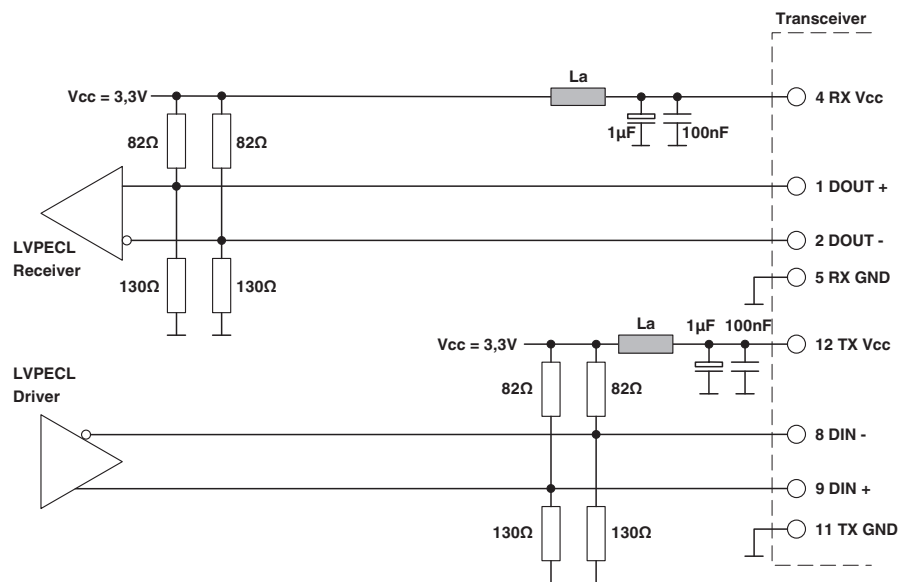 Transceiver
La
Vcc = 3,3V
4 RX Vcc
1µF
100nF
82Ω
82Ω
1 DOUT +
2 DOUT -
LVPECL
Receiver
5 RX GND
130Ω
130Ω
La
1µF
100nF
Vcc = 3,3V
12 TX Vcc
LVPECL
Driver
82Ω
82Ω
8 DIN -
9 DIN +
130Ω
130Ω
11 TX GND